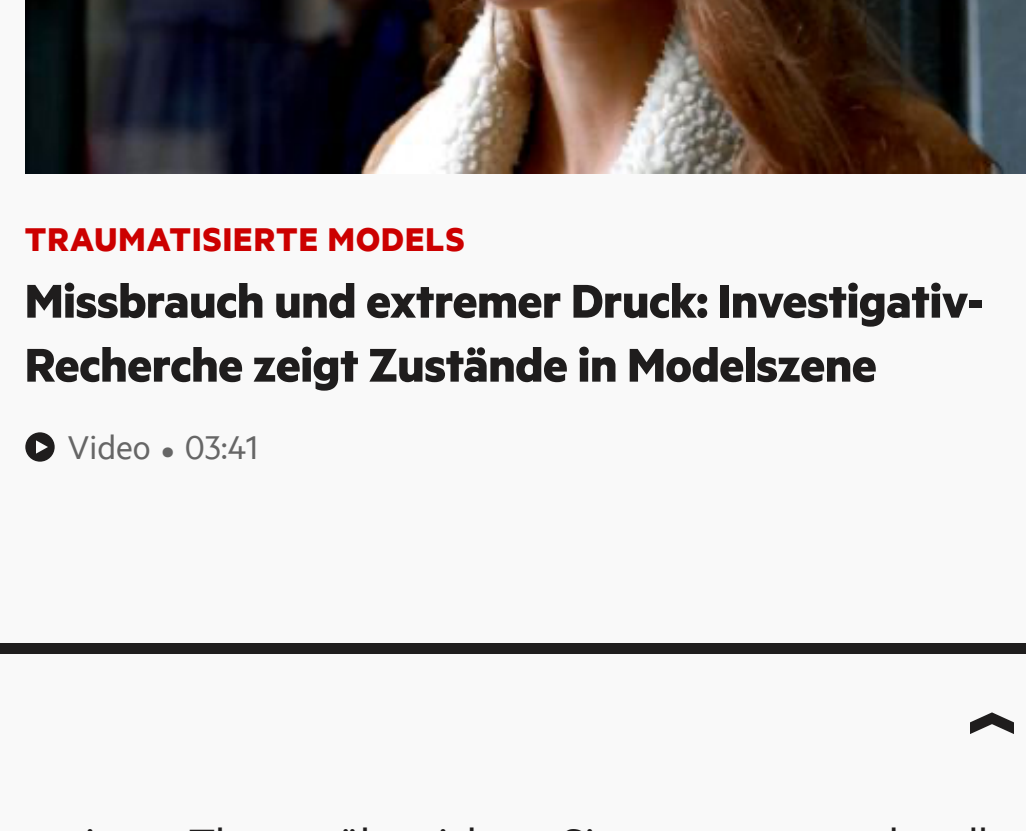 TRAUMATISIERTE MODELS
Missbrauch und extremer Druck: Investigativ-
Recherche zeigt Zustände in Modelszene
Video • 03:41